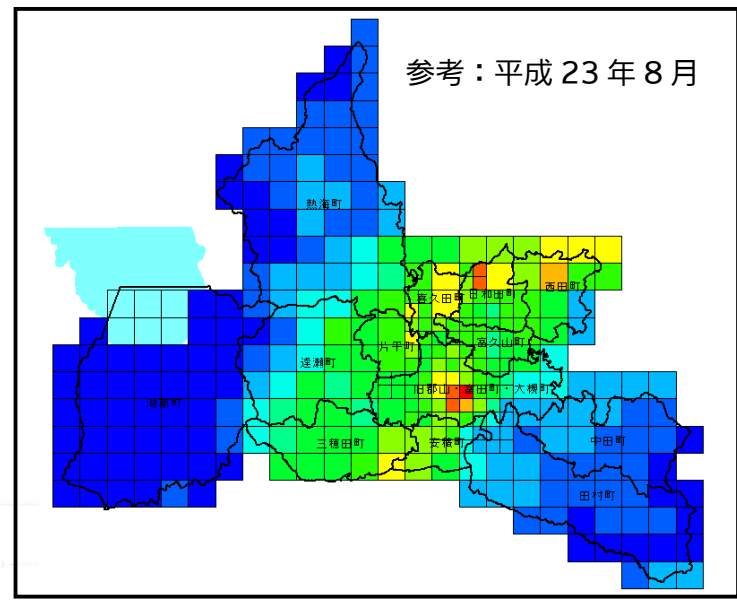 参考：平成 23 年 8 月
熱海町
西田町
喜久田町
日和田町
富久山町
片平町
逢瀬町
旧郡山・富田町・大槻町
湖南町
三穂田町
安積町
中田町
田村町